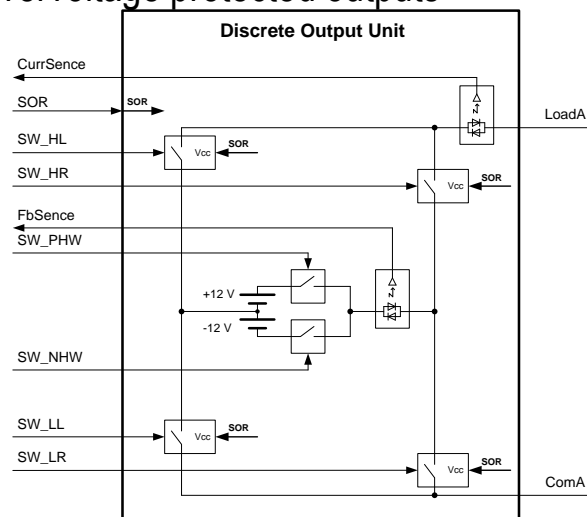 protected outputs
Discrete Output Unit
CurrSence
SOR
SOR
LoadA
SW_HL
Vcc
SOR
SW_HR
Vcc
SOR
FbSence
SW_PHW
+12 V
-12 V
SW_NHW
SW_LL
Vcc
SOR
SW_LR
Vcc
SOR
ComA